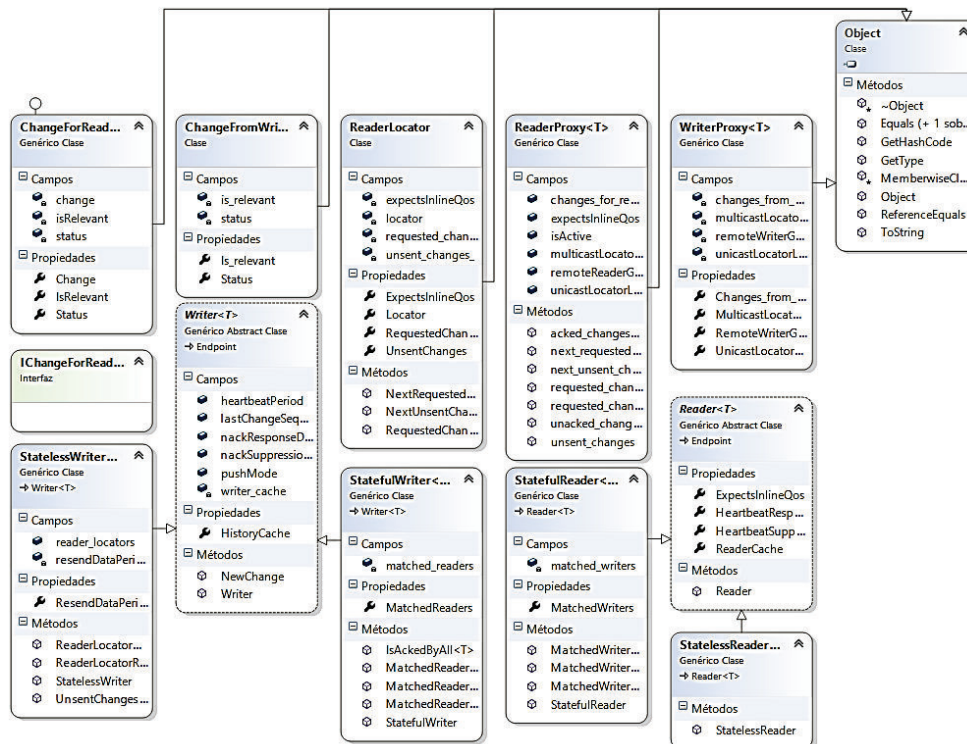 Object
Clase
Métodos
~Object
Equals (+ 1 sob...
GetHashCode
GetType
MemberwiseCl...
Object
ReferenceEquals
ToString
ChangeForRead...
Genérico Clase
Campos
change
isRelevant
status
Propiedades
Change
IsRelevant
Status
ChangeFromWri...
Clase
Campos
is_relevant
status
Propiedades
Is_relevant
Status
ReaderLocator
Clase
Campos
expectsInlineQos
locator
requested_chan...
unsent_changes_
Propiedades
ExpectsInlineQos
Locator
RequestedChan...
UnsentChanges
Métodos
NextRequested...
NextUnsentCha...
RequestedChan...
ReaderProxy<T>
Genérico Clase
Campos
changes_for_re...
expectsInlineQos
isActive
multicastLocato...
remoteReaderG...
unicastLocatorL...
Métodos
acked_changes...
next_requested...
next_unsent_ch...
requested_chan...
requested_chan...
unacked_chang...
unsent_changes
WriterProxy<T>
Genérico Clase
Campos
changes_from_...
multicastLocato...
remoteWriterG...
unicastLocatorL...
Propiedades
Changes_from_...
MulticastLocat...
RemoteWriterG...
UnicastLocator...
IChangeForRead...
Interfaz
Writer<T>
Genérico Abstract Clase
Endpoint
Campos
heartbeatPeriod
lastChangeSeq...
nackResponseD...
nackSuppressio...
pushMode
writer_cache
Propiedades
HistoryCache
Métodos
NewChange
Writer
Reader<T>
Genérico Abstract Clase
Endpoint
Propiedades
ExpectsInlineQos
HeartbeatResp...
HeartbeatSupp...
ReaderCache
Métodos
Reader
StatelessWriter...
Genérico Clase
Writer<T>
Campos
reader_locators
resendDataPeri...
Propiedades
ResendDataPeri...
Métodos
ReaderLocator...
ReaderLocatorR...
StatelessWriter
UnsentChanges...
StatefulWriter<...
Genérico Clase
Writer<T>
Campos
matched_readers
Propiedades
MatchedReaders
Métodos
IsAckedByAll<T>
MatchedReader...
MatchedReader...
MatchedReader...
StatefulWriter
StatefulReader<...
Genérico Clase
Reader<T>
Campos
matched_writers
Propiedades
MatchedWriters
Métodos
MatchedWriter...
MatchedWriter...
MatchedWriter...
StatefulReader
StatelessReader...
Genérico Clase
Reader<T>
Métodos
StatelessReader